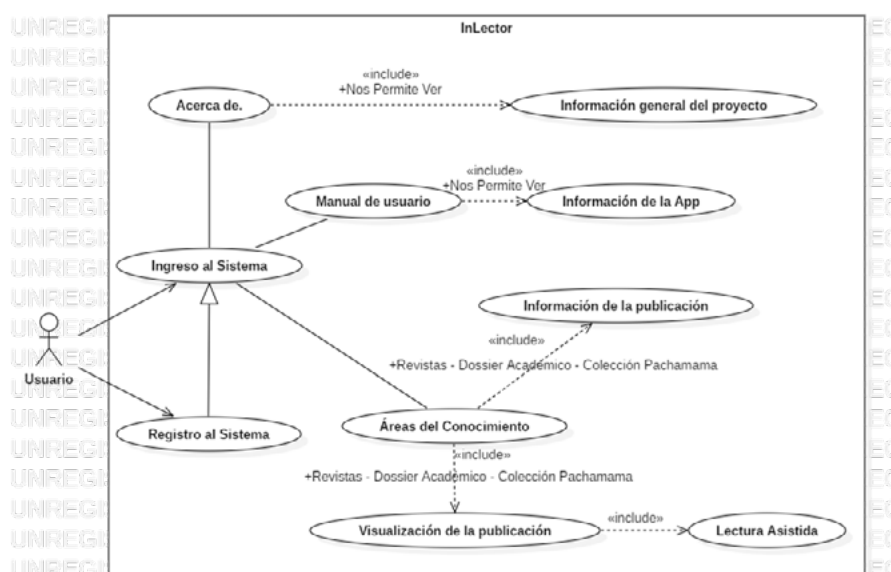 InLector
«include»
+Nos Permite Ver
Acerca de.
Información general del proyecto
«include»
+Nos Permite Ver
Manual de usuario
Información de la App
Ingreso al Sistema
Información de la publicación
«include»
+Revistas - Dossier Académico - Colección Pachamama
Usuario
Registro al Sistema
Áreas del Conocimiento
«include»
+Revistas - Dossier Académico - Colección Pachamama
Visualización de la publicación
«include»
Lectura Asistida